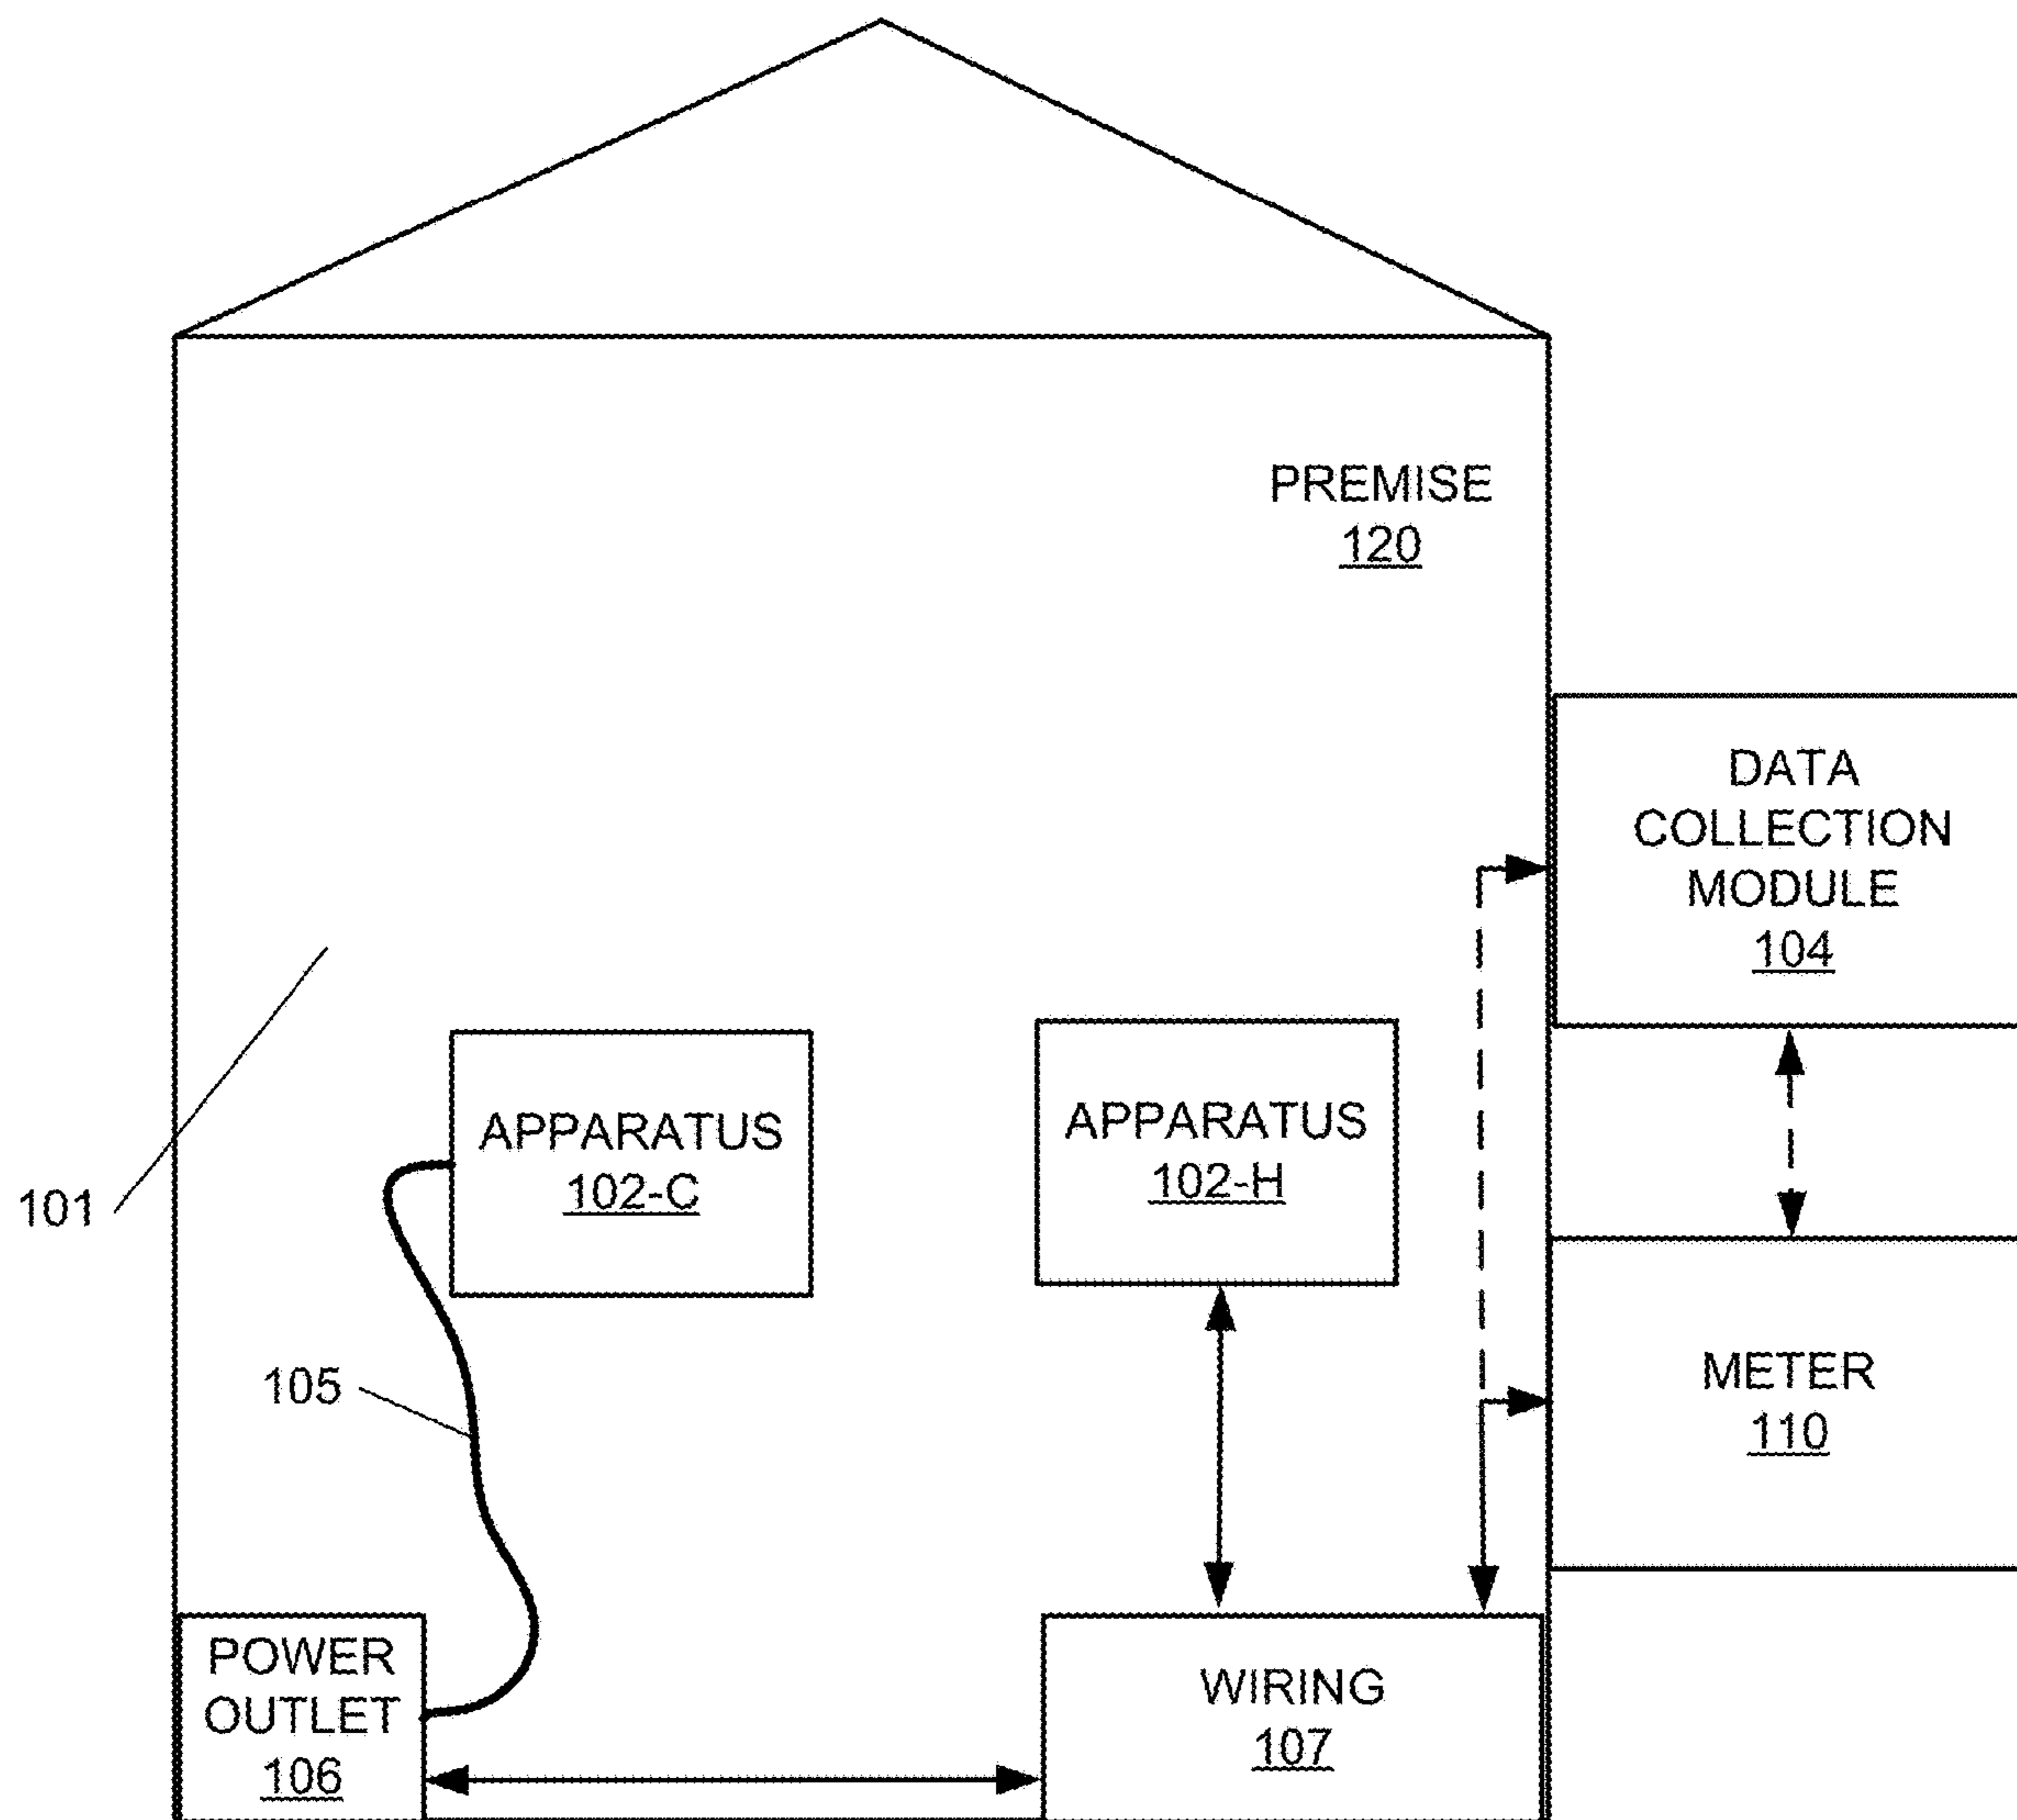 PREMISE
120
DATA
COLLECTION
MODULE
104
APPARATUS
102-C
APPARATUS
102-H
101
105
METER
110
POWER
OUTLET
106
WIRING
107